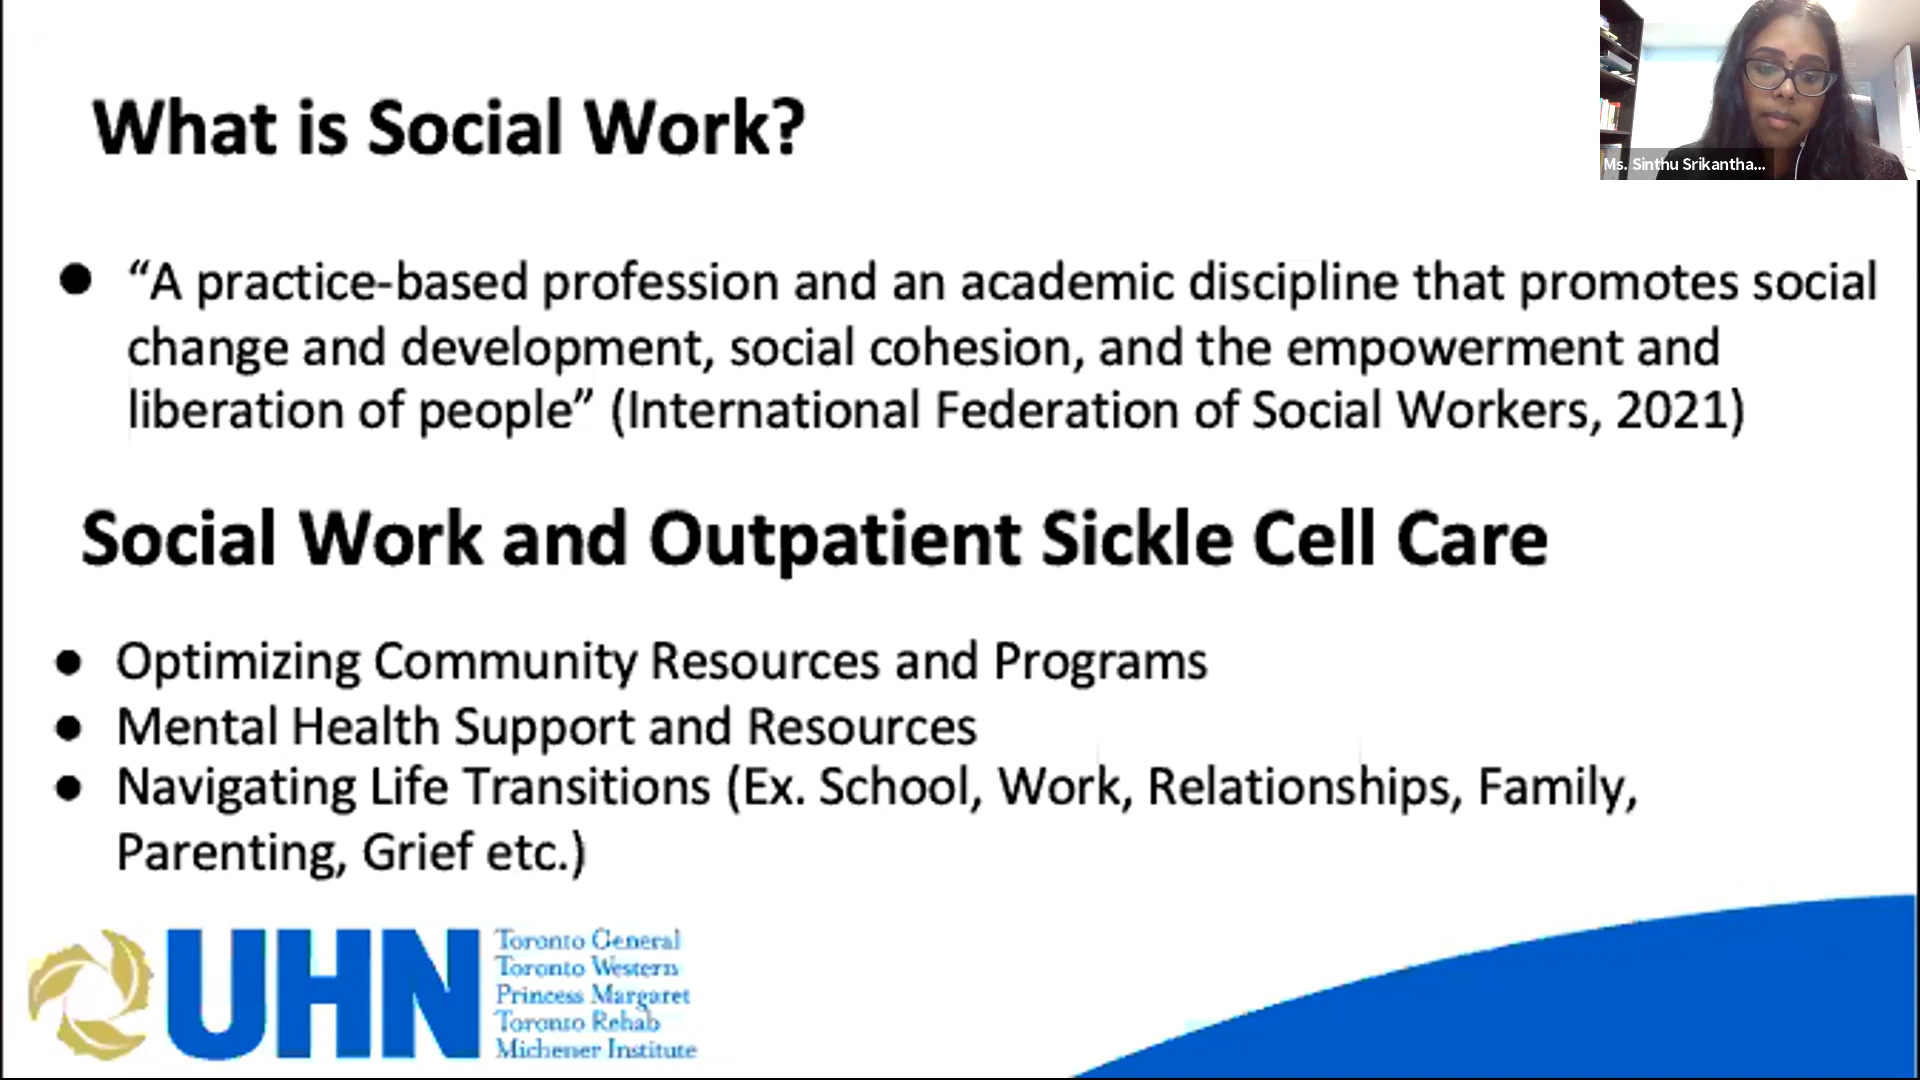 What is Social Work?
Ms. Sinthu Srikantha...
● “A practice-based profession and an academic discipline that promotes social
change and development, social cohesion, and the empowerment and
liberation of people” (International Federation of Social Workers, 2021)
Social Work and Outpatient Sickle Cell Care
● Optimizing Community Resources and Programs
● Mental Health Support and Resources
● Navigating Life Transitions (Ex. School, Work, Relationships, Family,
Parenting, Grief etc.)
UHN
Toronto General
Toronto Western
Princess Margaret
Toronto Rehab
Michener Institute